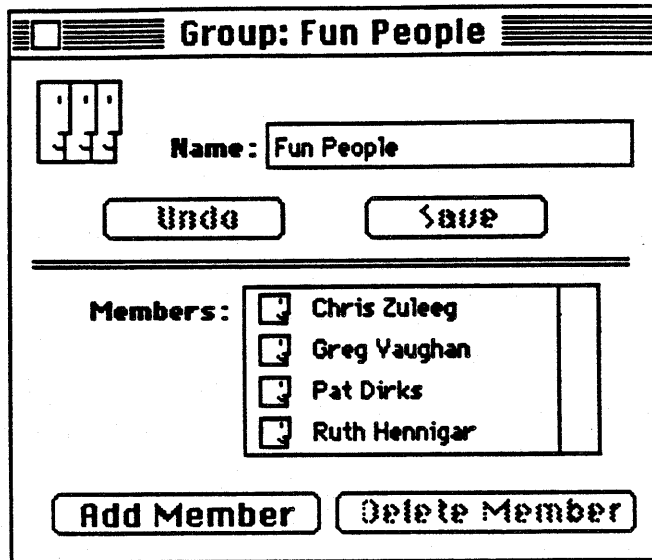 Group: Fun People
Name: Fun People
Undo Save
Members: Chris Zuleeg
Greg Vaughan
Pat Dirks
Ruth Hennigar
Add Member Delete Member